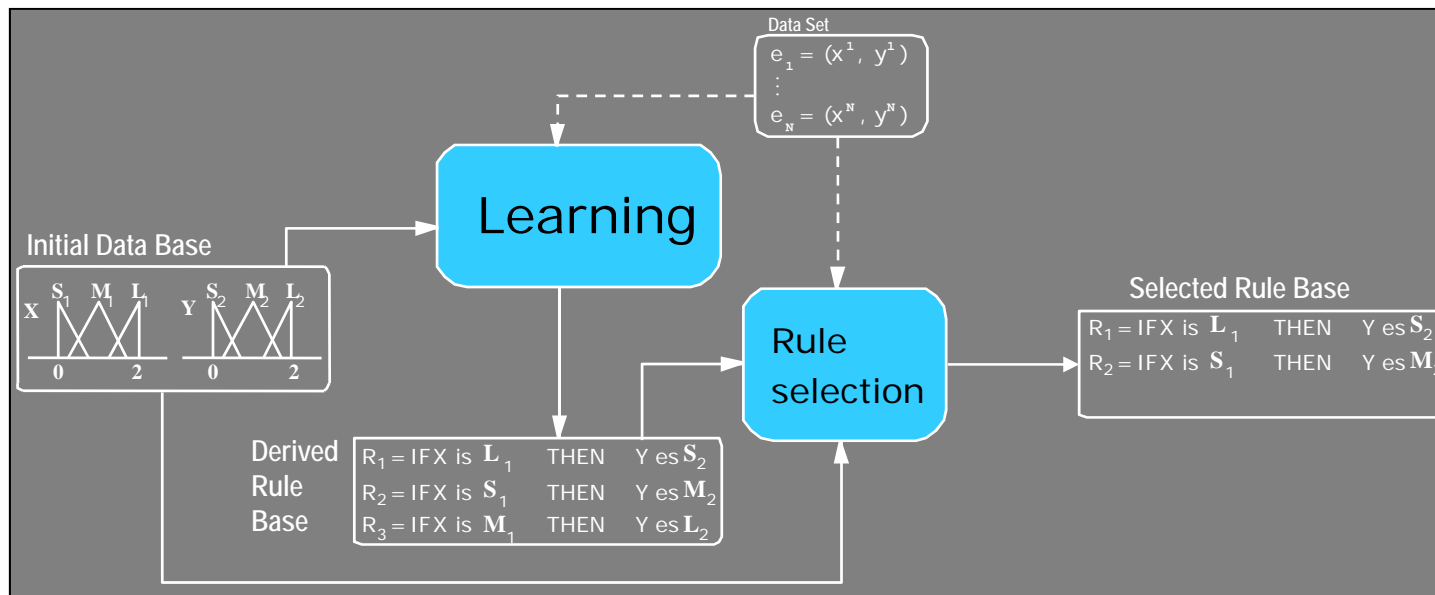 Data Set
e₁ = (x¹, y¹)
⋮
e_N = (x^N, y^N)
Learning
Initial Data Base
X S₁ M₁ L₁ Y S₂ M₂ L₂
0 2 0 2
Rule
selection
Selected Rule Base
R₁ = IFX is L₁ THEN Y es S₂
R₂ = IFX is S₁ THEN Y es M₂
Derived
Rule
Base
R₁ = IFX is L₁ THEN Y es S₂
R₂ = IFX is S₁ THEN Y es M₂
R₃ = IFX is M₁ THEN Y es L₂